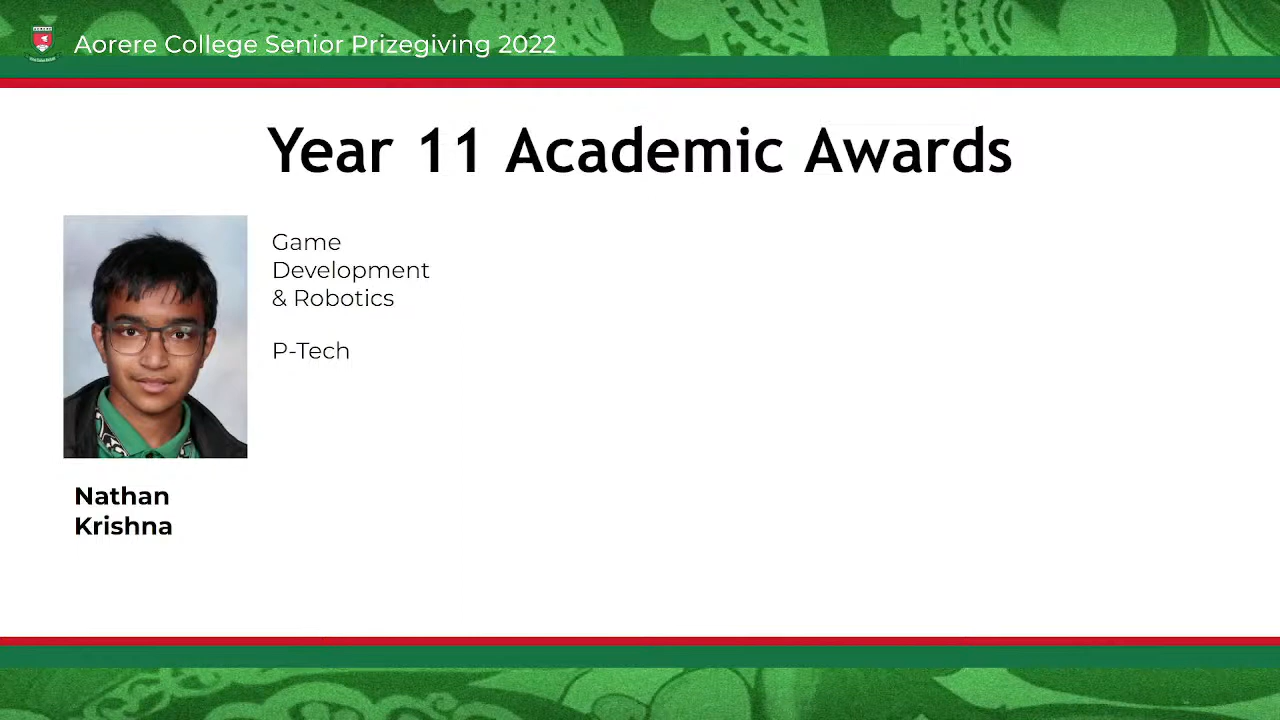 Aorere College Senior Prizegiving 2022
Year 11 Academic Awards
Game
Development
& Robotics
P-Tech
Nathan
Krishna